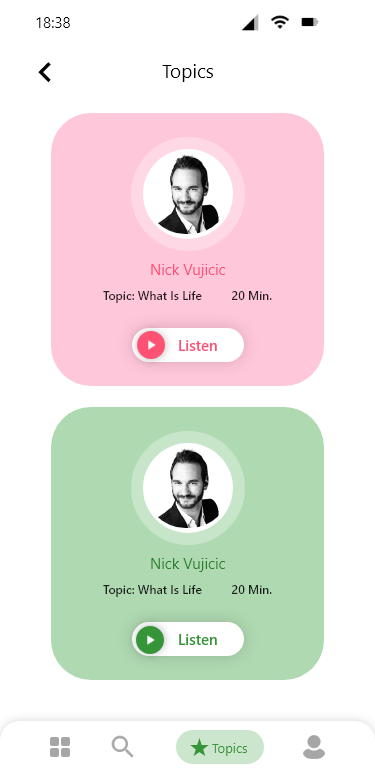 18:38
Topics
Nick Vujicic
Topic: What Is Life 20 Min.
Listen
Nick Vujicic
Topic: What Is Life 20 Min.
Listen
Topics